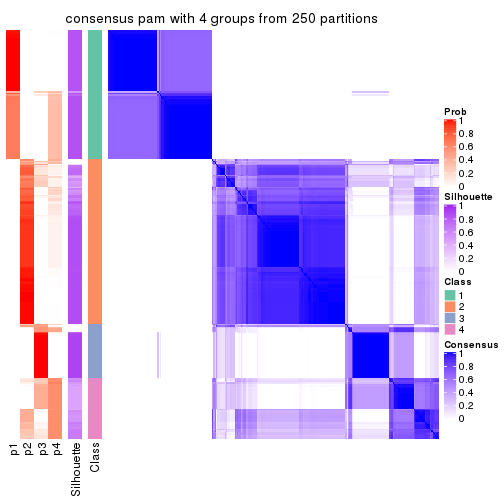 consensus pam with 4 groups from 250 partitions
Prob
1
0.8
0.6
0.4
0.2
0
Silhouette
1
0.8
0.6
0.4
0.2
0
Class
1
2
3
4
Consensus
1
0.8
0.6
0.4
0.2
0
p1
p2
p3
p4
Silhouette
Class